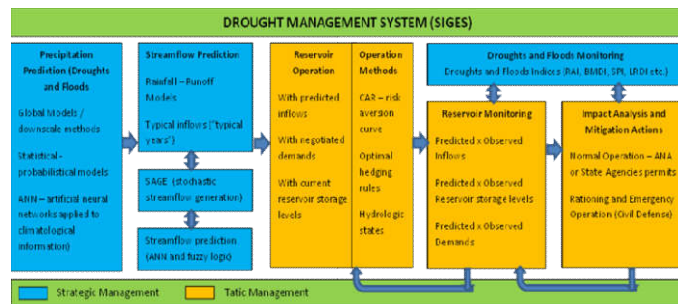 DROUGHT MANAGEMENT SYSTEM (SIGES)
Precipitation
Prediction (Droughts
and Floods
Global Models /
downscale methods
Statistical -
probabilistical models
ANN – artificial neural
networks applied to
climatological
information)
Streamflow Prediction
Rainfall – Runoff
Models
Typical inflows ("typical
years")
SAGE (stochastic
streamflow generation)
Streamflow prediction
(ANN and fuzzy logic)
Reservoir
Operation
With predicted
inflows
With negotiated
demands
With current
reservoir storage
levels
Operation
Methods
CAR – risk
aversion
curve
Optimal
hedging
rules
Hydrologic
states
Droughts and Floods Monitoring
Droughts and Floods Indices (RAI, BMDI, SPI, LRDI etc.)
Reservoir Monitoring
Predicted x Observed
Inflows
Predicted x Observed
Reservoir storage levels
Predicted x Observed
Demands
Impact Analysis and
Mitigation Actions
Normal Operation – ANA
or State Agencies permits
Rationing and Emergency
Operation (Civil Defense)
Strategic Management
Tatic Management